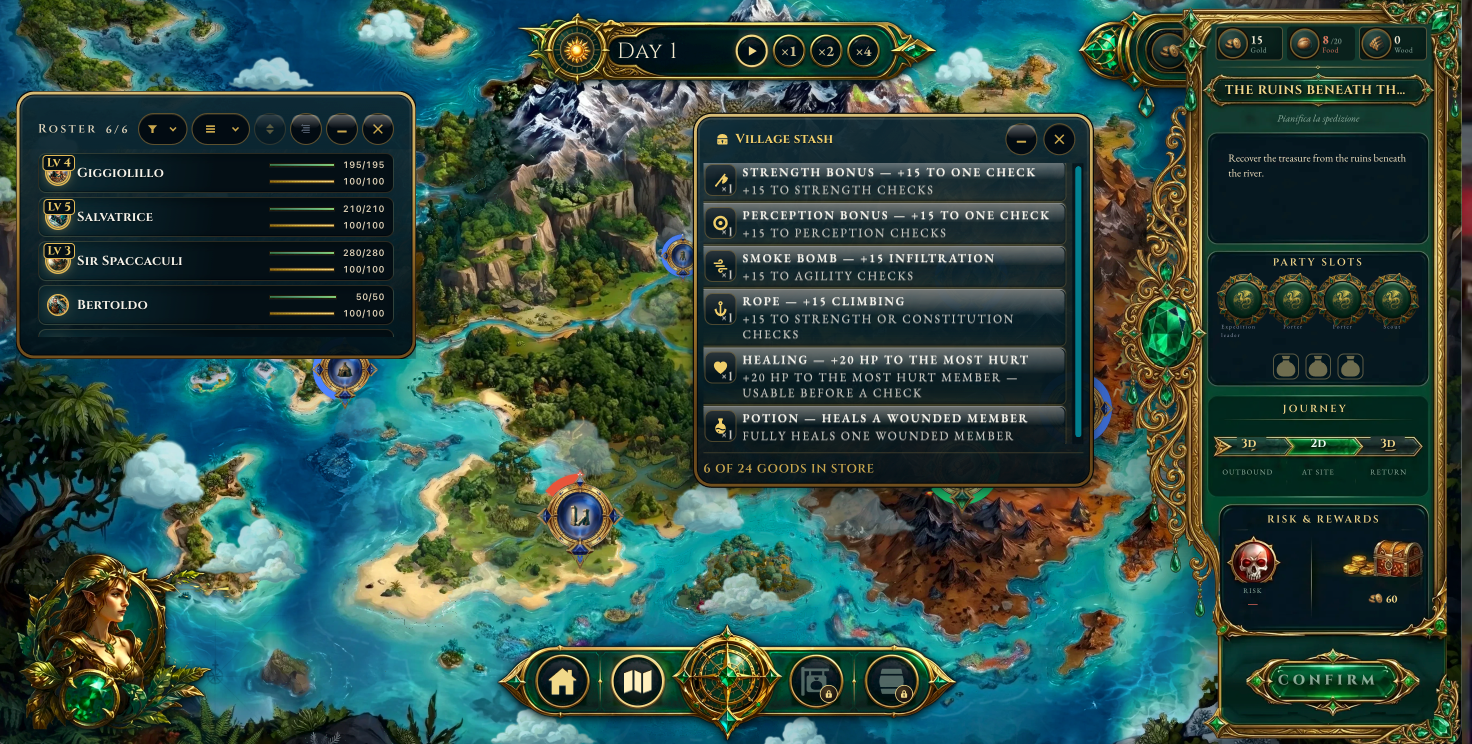 DAY 1
×1
×2
×4
15
Gold
8 /20
Food
0
Wood
ROSTER 6/6
LV 4
GIGGIOLILLO
195/195
100/100
LV 5
SALVATRICE
210/210
100/100
LV 3
SIR SPACCACULI
280/280
100/100
BERTOLDO
50/50
100/100
VILLAGE STASH
×1
STRENGTH BONUS — +15 TO ONE CHECK
+15 TO STRENGTH CHECKS
×1
PERCEPTION BONUS — +15 TO ONE CHECK
+15 TO PERCEPTION CHECKS
×1
SMOKE BOMB — +15 INFILTRATION
+15 TO AGILITY CHECKS
×1
ROPE — +15 CLIMBING
+15 TO STRENGTH OR CONSTITUTION
CHECKS
×1
HEALING — +20 HP TO THE MOST HURT
+20 HP TO THE MOST HURT MEMBER —
USABLE BEFORE A CHECK
×1
POTION — HEALS A WOUNDED MEMBER
FULLY HEALS ONE WOUNDED MEMBER
6 OF 24 GOODS IN STORE
THE RUINS BENEATH TH...
Pianifica la spedizione
Recover the treasure from the ruins beneath
the river.
PARTY SLOTS
Expedition
leader
Porter
Porter
Scout
JOURNEY
3D
2D
3D
OUTBOUND
AT SITE
RETURN
RISK & REWARDS
RISK
—
60
CONFIRM